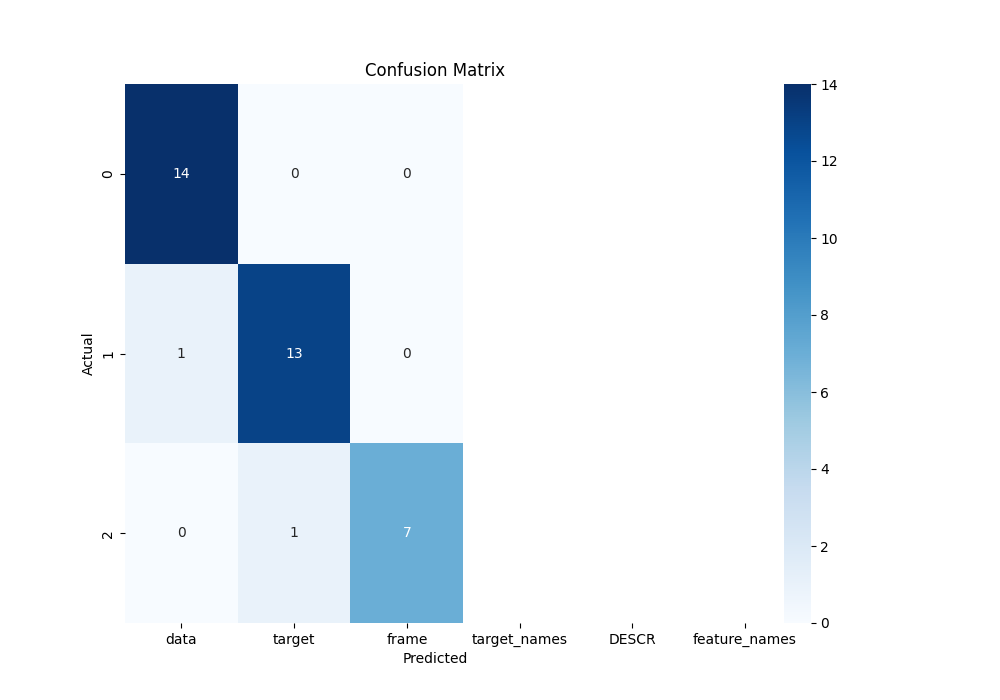 Confusion Matrix
14
0 14 0 0
12
10
8
Actual
1 1 13 0
6
4
2 0 1 7
2
0
data target frame target_names DESCR feature_names
Predicted